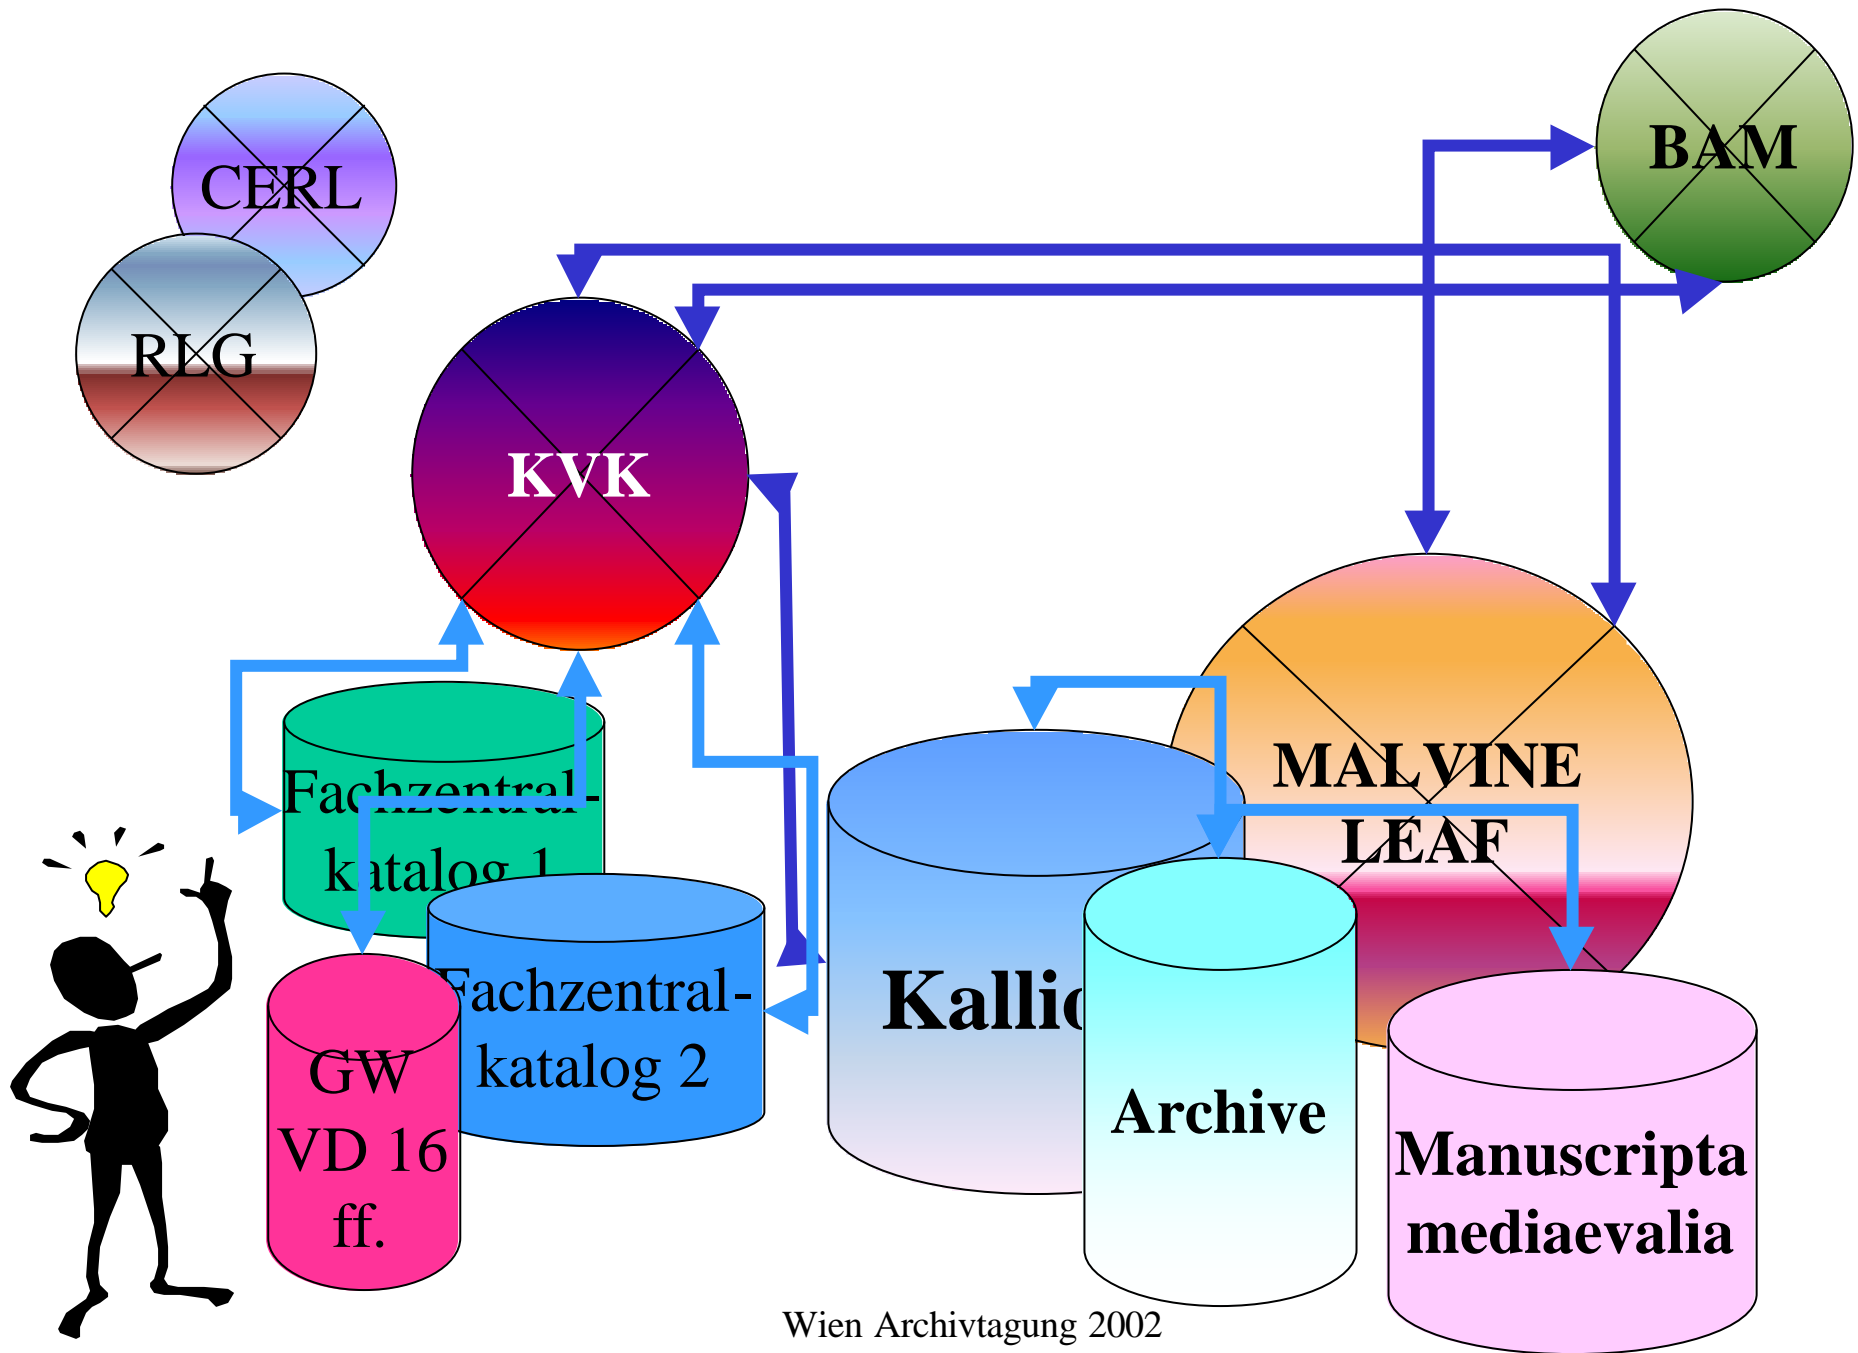 BAM
CERL
RLG
KVK
MALVINE
LEAF
Fachzentral-
katalog 1
Fachzentral-
katalog 2
Kallio
Archive
GW
VD 16
ff.
Manuscripta
mediaevalia
Wien Archivtagung 2002